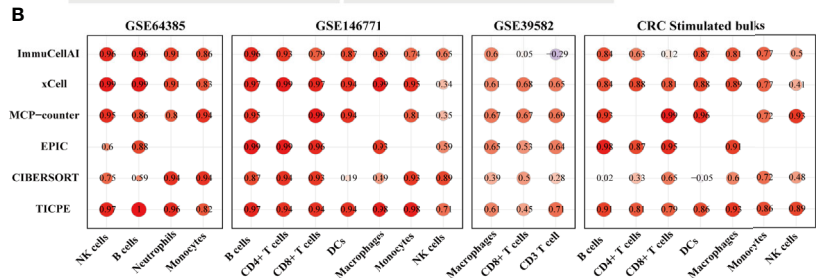 B
GSE64385 GSE146771 GSE39582 CRC Stimulated bulks
ImmuCellAI 0.96 0.96 0.91 0.86 0.96 0.93 0.79 0.87 0.89 0.74 0.65 0.6 0.05 −0.29 0.84 0.63 0.12 0.87 0.81 0.77 0.5
xCell 0.99 0.99 0.91 0.83 0.97 0.99 0.97 0.94 0.99 0.95 0.34 0.61 0.68 0.65 0.84 0.88 0.81 0.88 0.89 0.77 0.41
MCP−counter 0.95 0.86 0.8 0.94 0.95 0.99 0.94 0.81 0.35 0.67 0.67 0.69 0.93 0.99 0.96 0.72 0.93
EPIC 0.6 0.88 0.99 0.99 0.96 0.93 0.59 0.65 0.53 0.64 0.98 0.87 0.95 0.91
CIBERSORT 0.75 0.59 0.94 0.94 0.87 0.94 0.93 0.19 0.19 0.93 0.89 0.39 0.5 0.28 0.02 0.33 0.65 −0.05 0.6 0.72 0.48
TICPE 0.97 1 0.96 0.82 0.97 0.94 0.94 0.94 0.98 0.98 0.71 0.61 0.45 0.71 0.91 0.81 0.79 0.86 0.93 0.86 0.89
NK cells B cells Neutrophils Monocytes B cells CD4+ T cells CD8+ T cells DCs Macrophages Monocytes NK cells Macrophages CD8+ T cells CD3 T cell B cells CD4+ T cells CD8+ T cells DCs Macrophages Monocytes NK cells